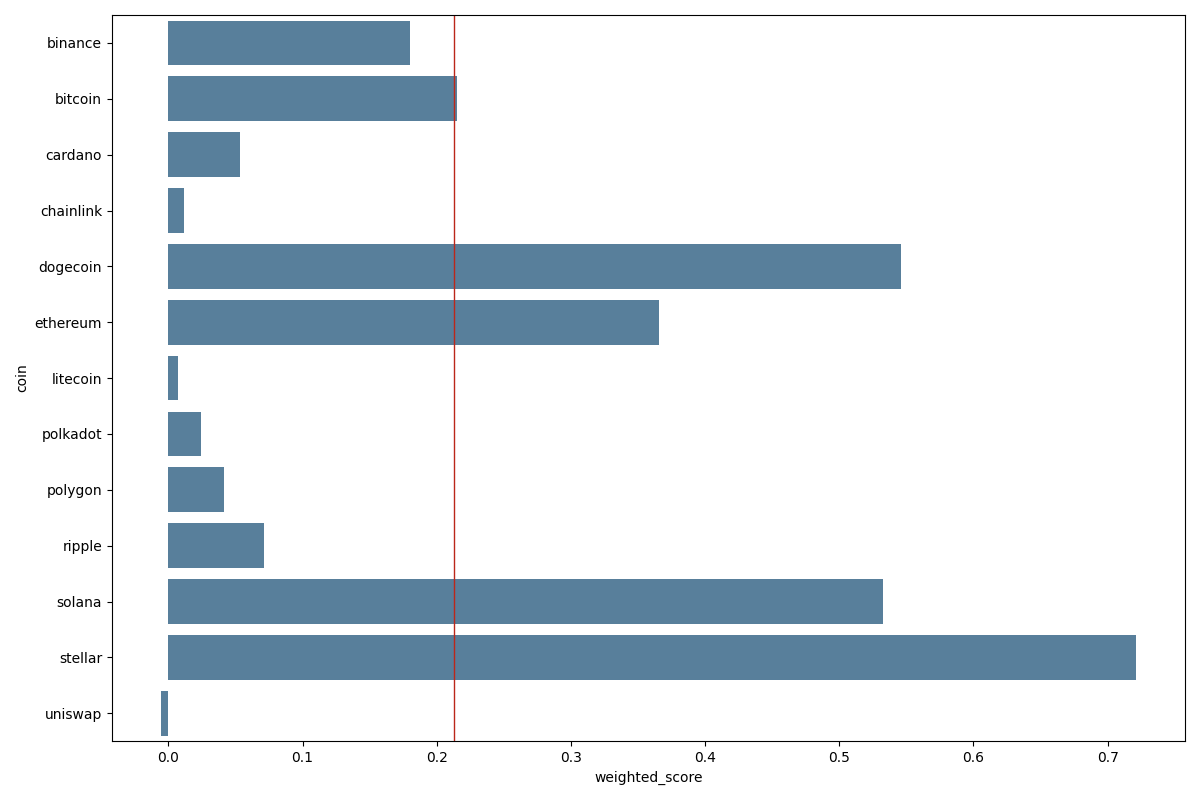 binance
bitcoin
cardano
chainlink
dogecoin
ethereum
litecoin
polkadot
polygon
ripple
solana
stellar
uniswap
coin
0.0 0.1 0.2 0.3 0.4 0.5 0.6 0.7
weighted_score